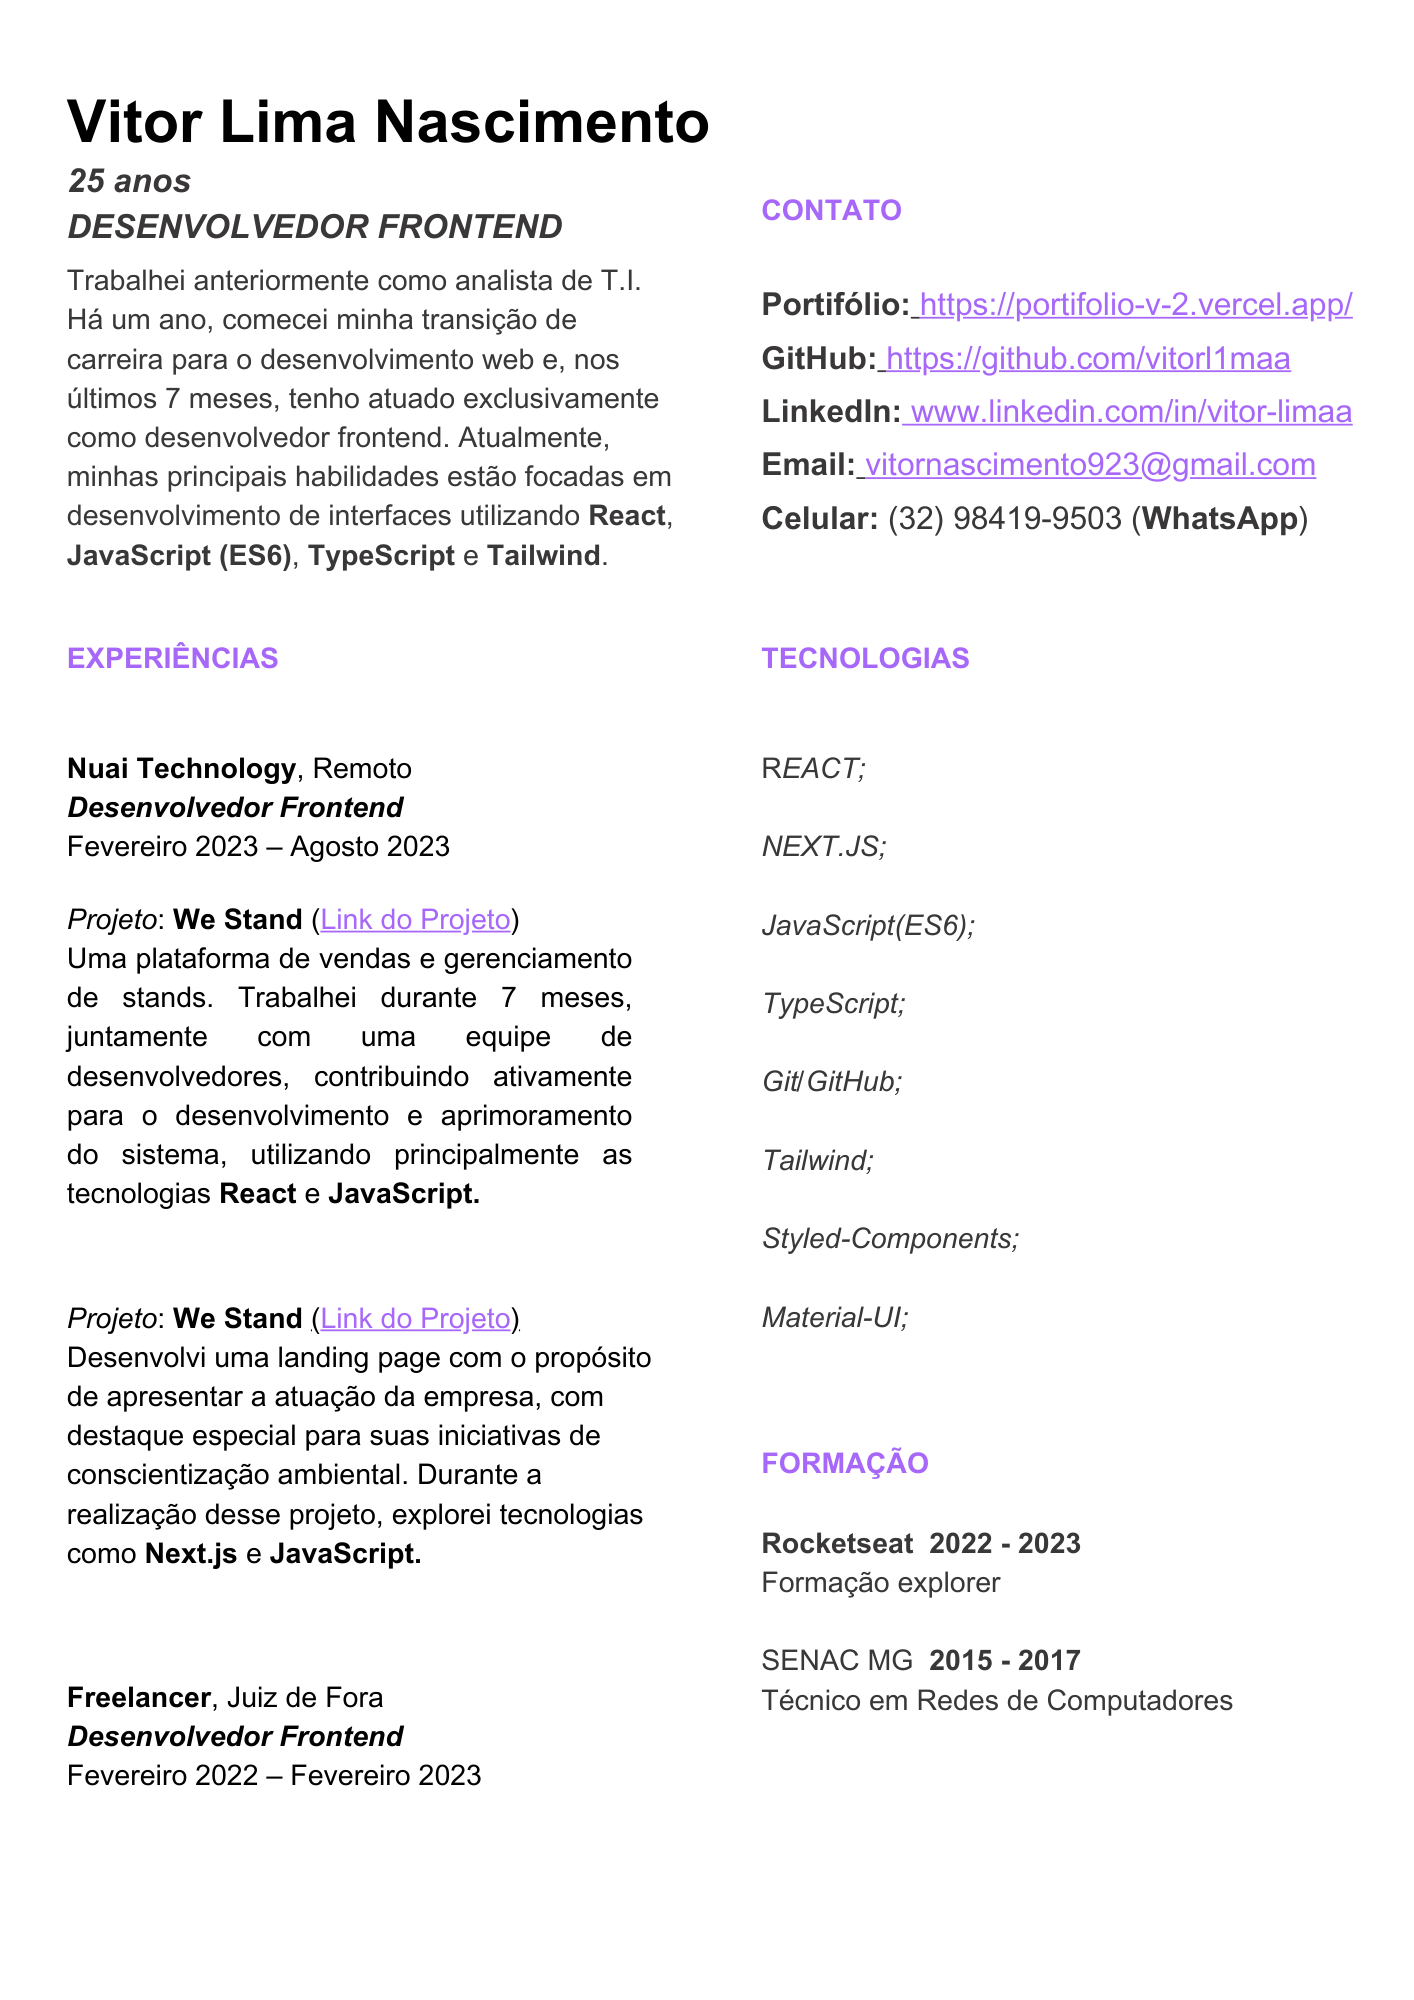 Vitor Lima Nascimento
25 anos
DESENVOLVEDOR FRONTEND
Trabalhei anteriormente como analista de T.I.
Há um ano, comecei minha transição de
carreira para o desenvolvimento web e, nos
últimos 7 meses, tenho atuado exclusivamente
como desenvolvedor frontend. Atualmente,
minhas principais habilidades estão focadas em
desenvolvimento de interfaces utilizando React,
JavaScript (ES6), TypeScript e Tailwind.
CONTATO
Portifólio: https://portifolio-v-2.vercel.app/
GitHub: https://github.com/vitorl1maa
LinkedIn: www.linkedin.com/in/vitor-limaa
Email: vitornascimento923@gmail.com
Celular: (32) 98419-9503 (WhatsApp)
EXPERIÊNCIAS
Nuai Technology, Remoto
Desenvolvedor Frontend
Fevereiro 2023 – Agosto 2023
Projeto: We Stand (Link do Projeto)
Uma plataforma de vendas e gerenciamento
de stands. Trabalhei durante 7 meses,
juntamente com uma equipe de
desenvolvedores, contribuindo ativamente
para o desenvolvimento e aprimoramento
do sistema, utilizando principalmente as
tecnologias React e JavaScript.
Projeto: We Stand (Link do Projeto)
Desenvolvi uma landing page com o propósito
de apresentar a atuação da empresa, com
destaque especial para suas iniciativas de
conscientização ambiental. Durante a
realização desse projeto, explorei tecnologias
como Next.js e JavaScript.
Freelancer, Juiz de Fora
Desenvolvedor Frontend
Fevereiro 2022 – Fevereiro 2023
TECNOLOGIAS
REACT;
NEXT.JS;
JavaScript(ES6);
TypeScript;
Git/GitHub;
Tailwind;
Styled-Components;
Material-UI;
FORMAÇÃO
Rocketseat 2022 - 2023
Formação explorer
SENAC MG 2015 - 2017
Técnico em Redes de Computadores